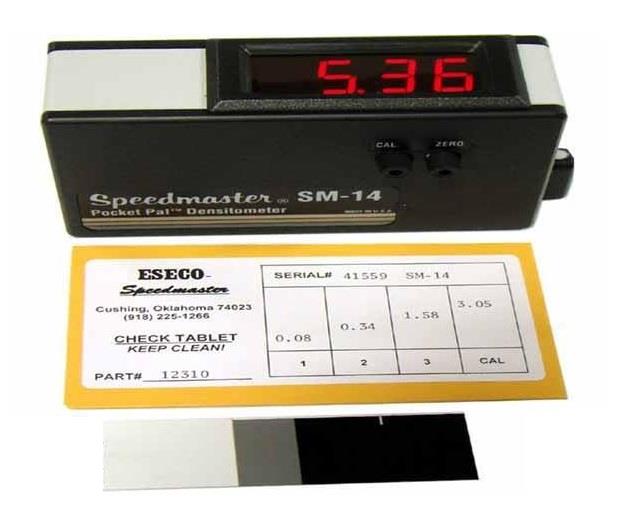 5.36
CAL ZERO
Speedmaster ® SM-14
Pocket Pal™ Densitometer
MADE IN U.S.A.
ESECO-
Speedmaster
Cushing, Oklahoma 74023
(918) 225-1266
CHECK TABLET
KEEP CLEAN!
PART# 12310
SERIAL# 41559 SM-14
0.08 0.34 1.58 3.05
1 2 3 CAL